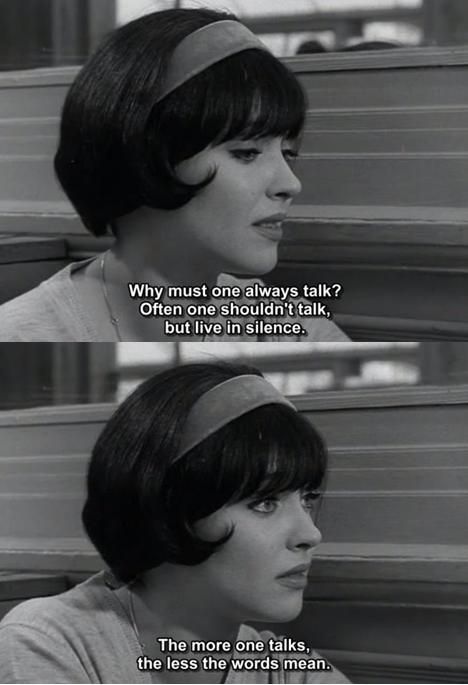 Why must one always talk?
Often one shouldn't talk,
but live in silence.
The more one talks,
the less the words mean.